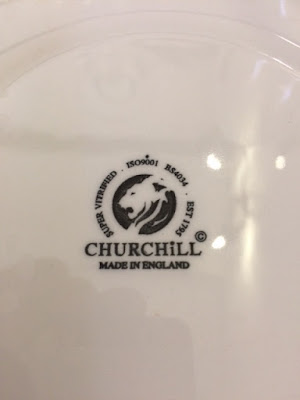 SUPER VITRIFIED · ISO9001 BS4034 · EST 1795
CHURCHiLL ©
MADE IN ENGLAND